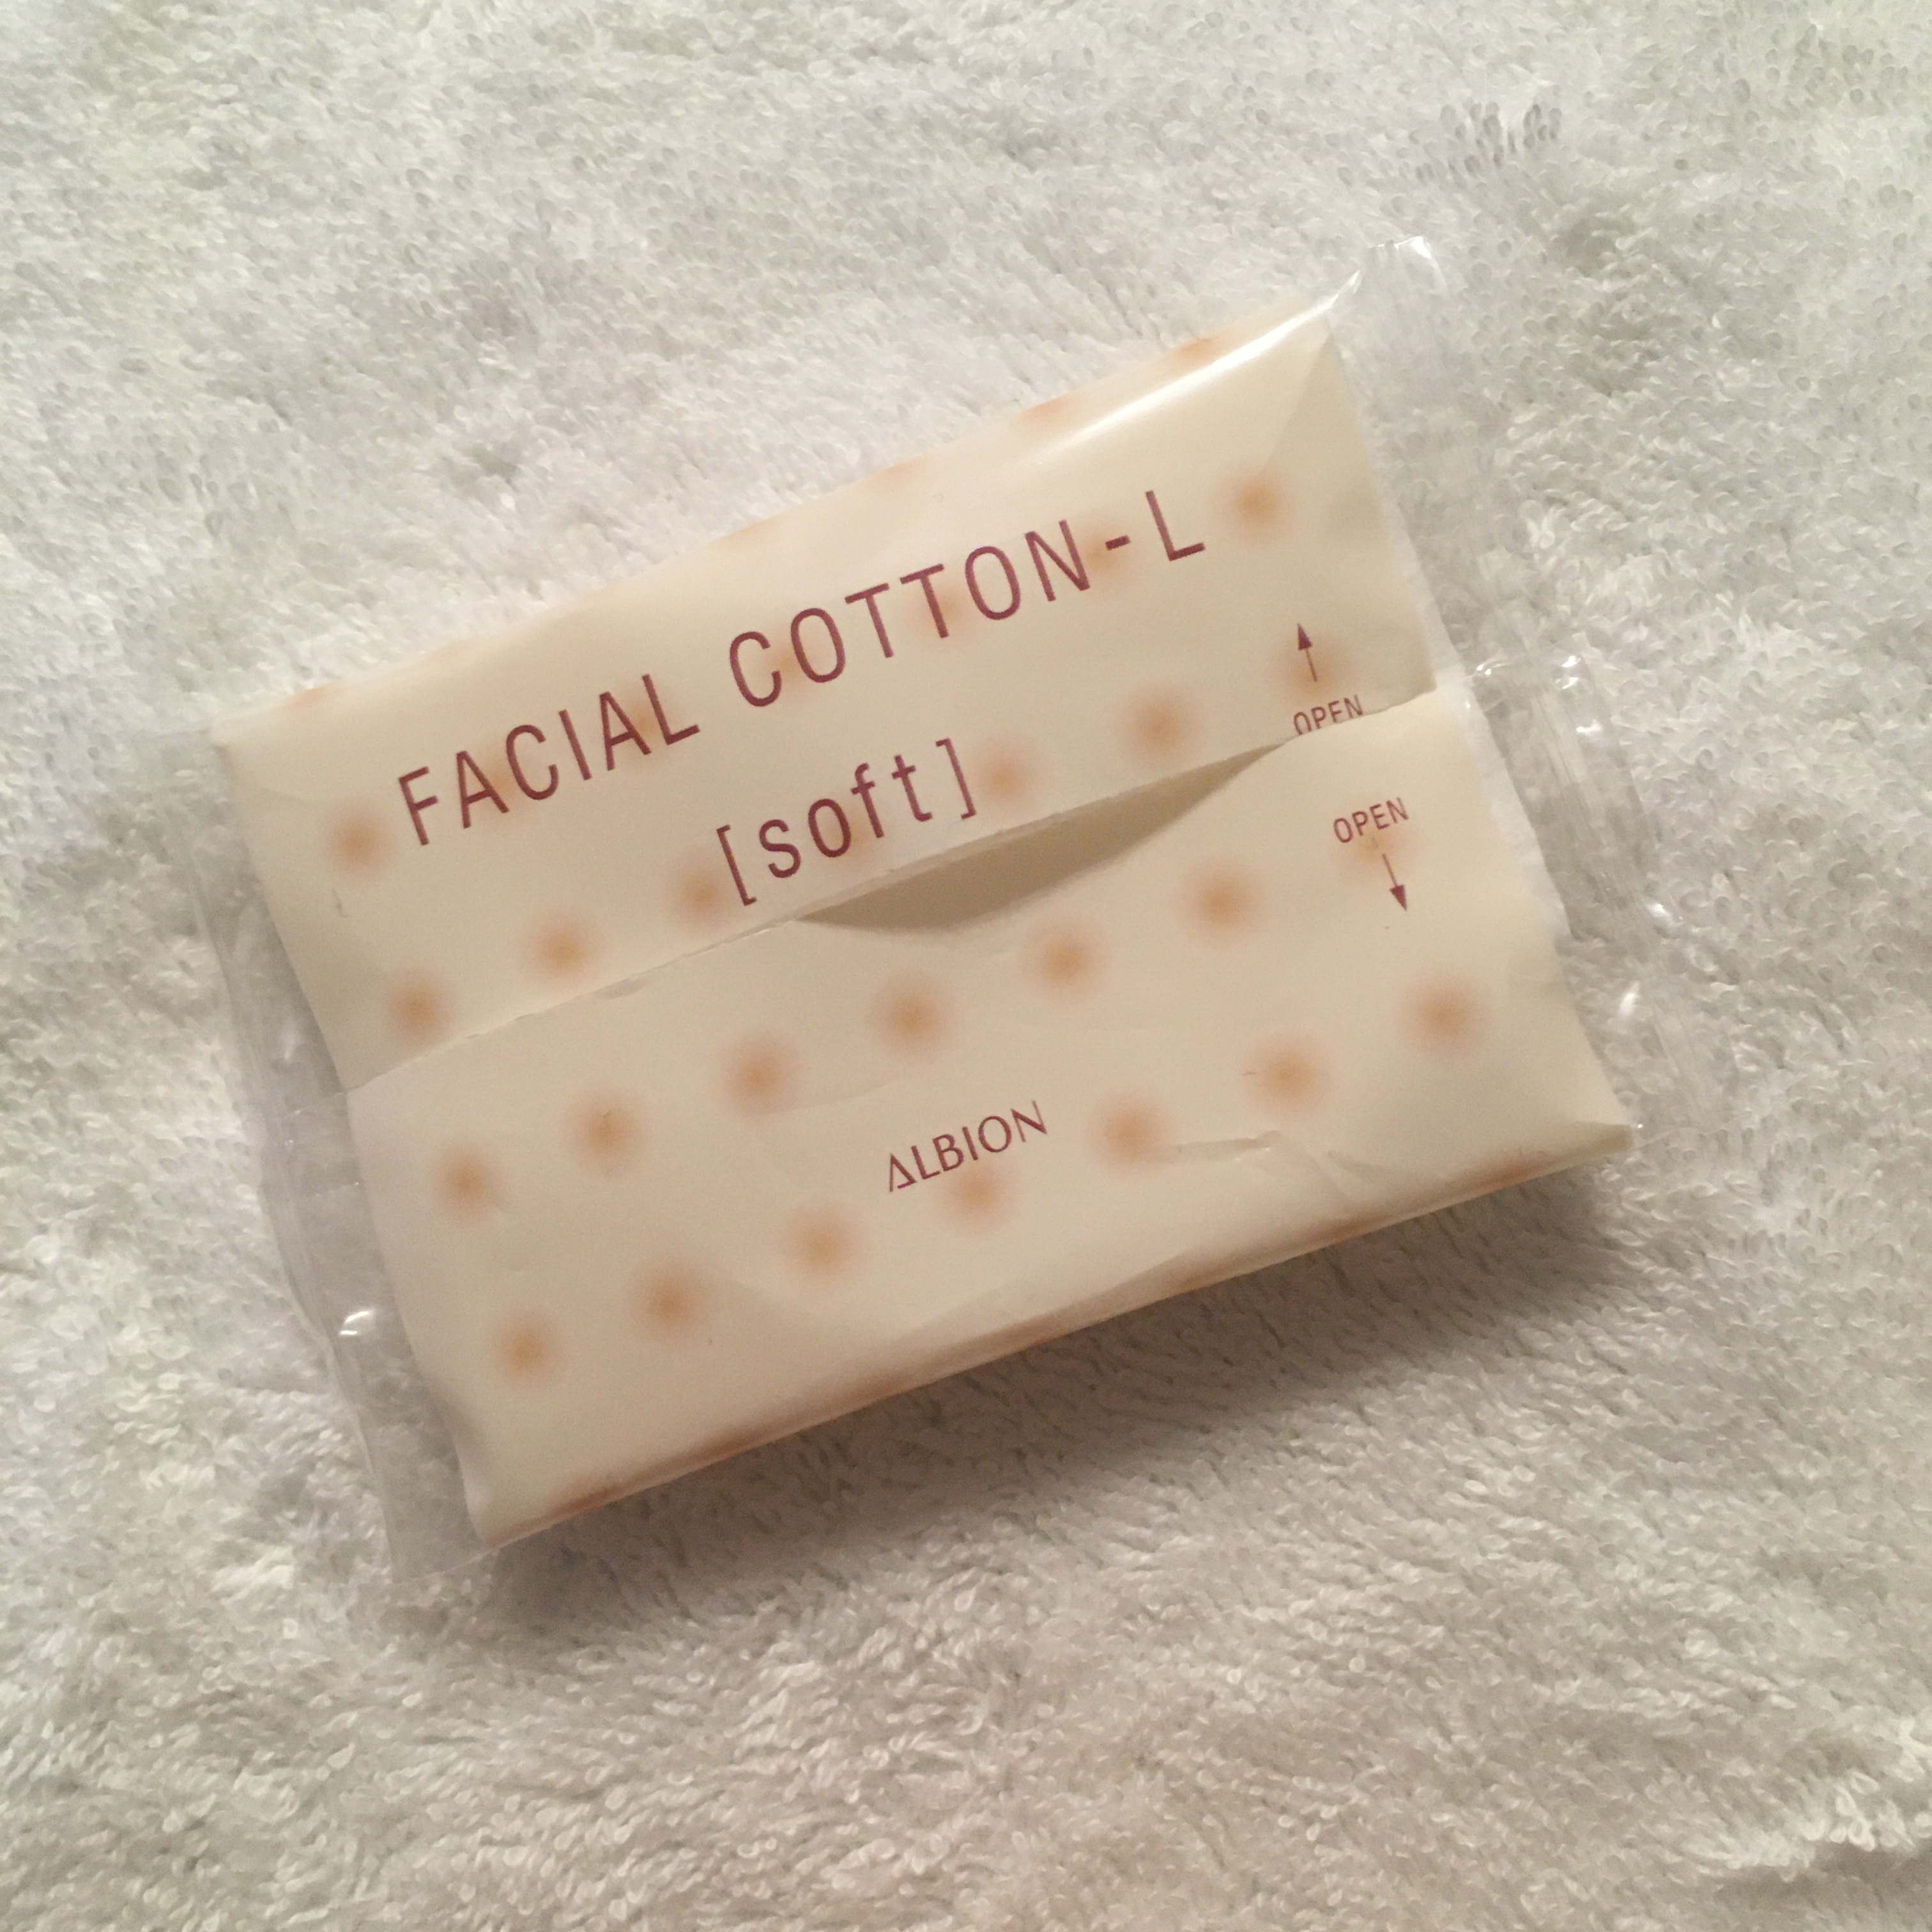 FACIAL COTTON-L
[soft]
OPEN
OPEN
ALBION